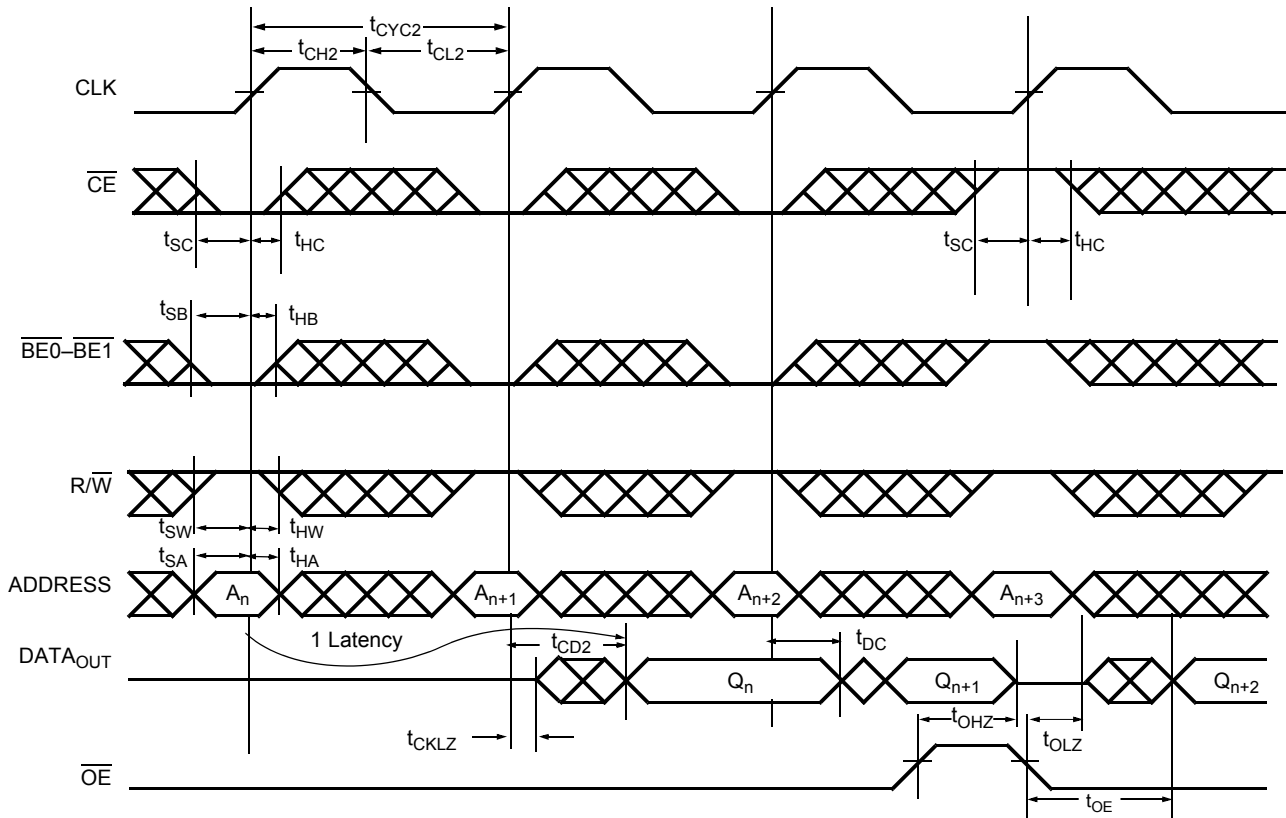 tCYC2
tCH2
tCL2
CLK
CE
tSC
tHC
tSC
tHC
tSB
tHB
BE0–BE1
R/W
tSW
tHW
tSA
tHA
ADDRESS
An
An+1
An+2
An+3
1 Latency
tCD2
tDC
DATAOUT
Qn
Qn+1
Qn+2
tOHZ
tCKLZ
tOLZ
OE
tOE